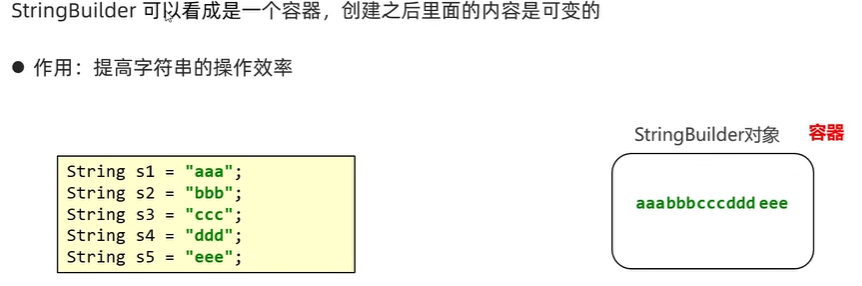 StringBuilder 可以看成是一个容器，创建之后里面的内容是可变的
● 作用：提高字符串的操作效率
StringBuilder对象 容器
String s1 = "aaa";
String s2 = "bbb";
String s3 = "ccc";
String s4 = "ddd";
String s5 = "eee";
aaabbbcccddd eee